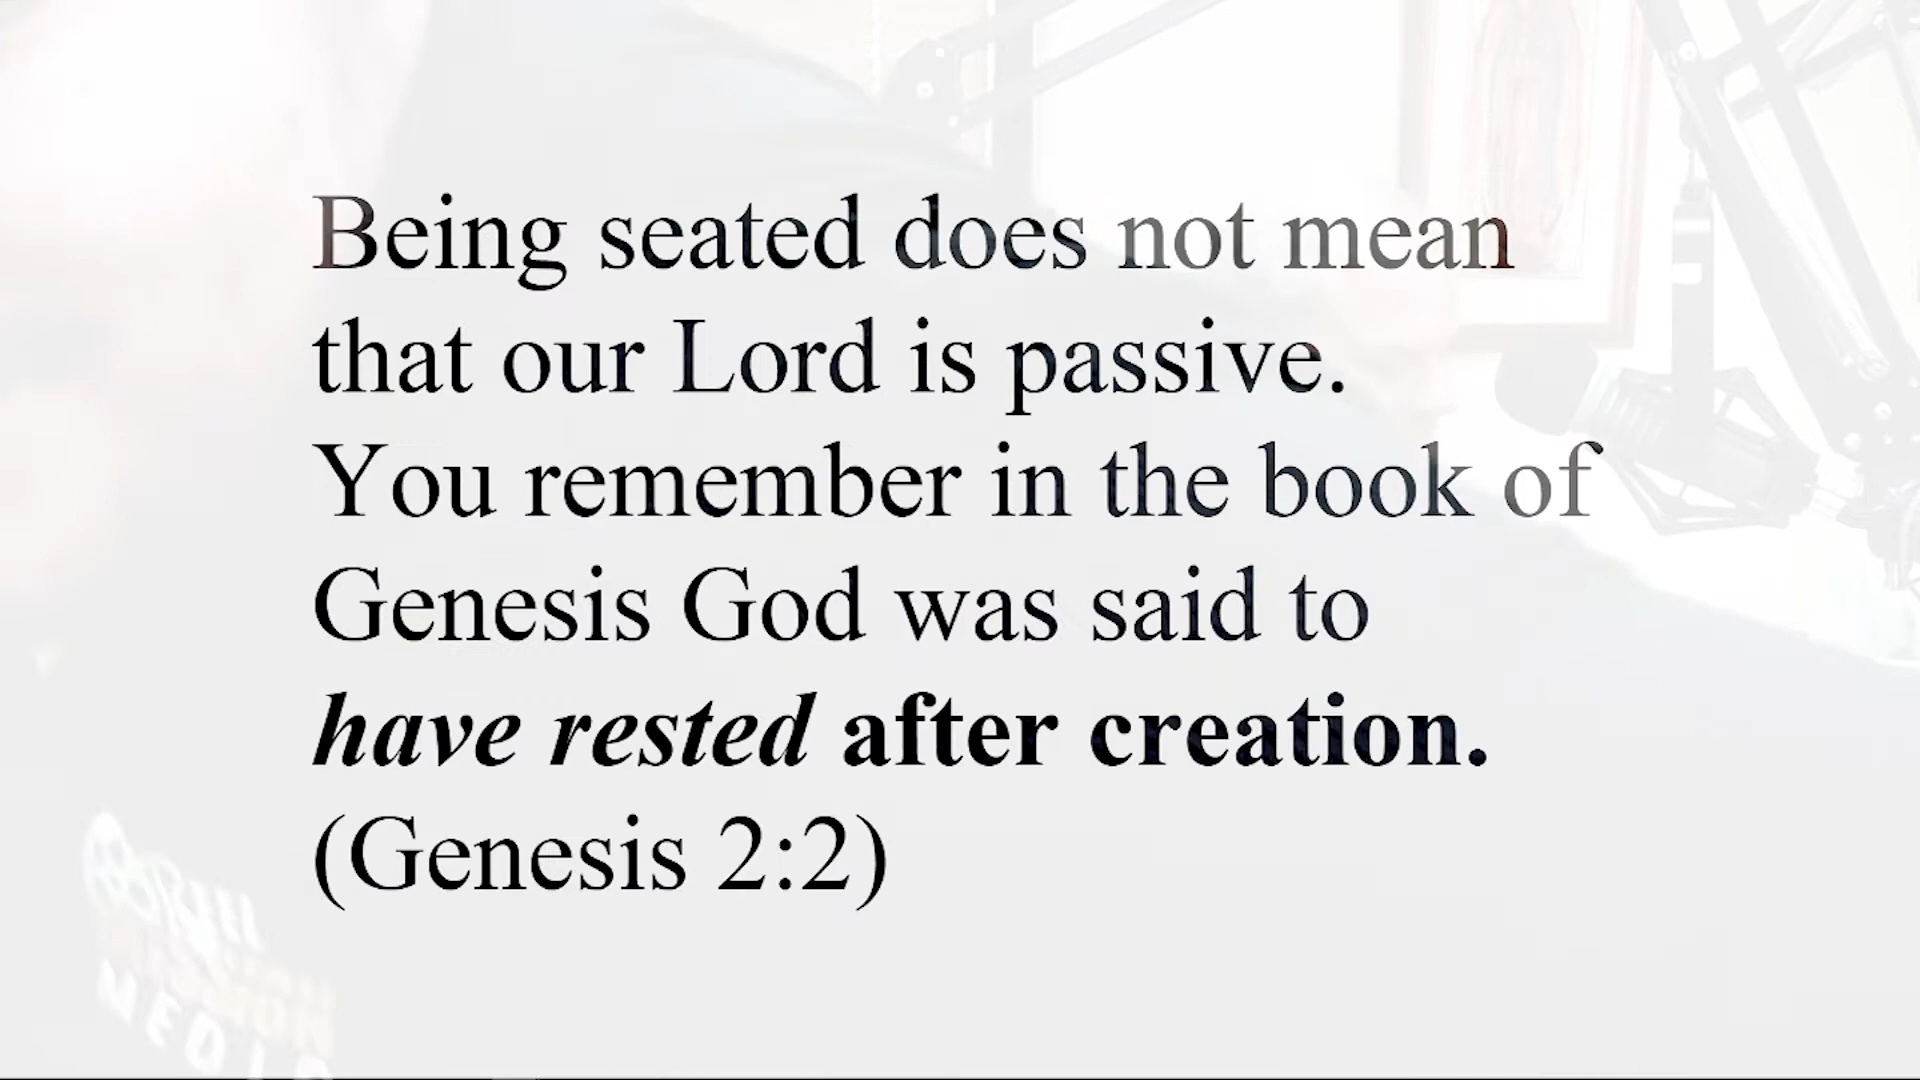 Being seated does not mean
that our Lord is passive.
You remember in the book of
Genesis God was said to
have rested after creation.
(Genesis 2:2)
MEDIA